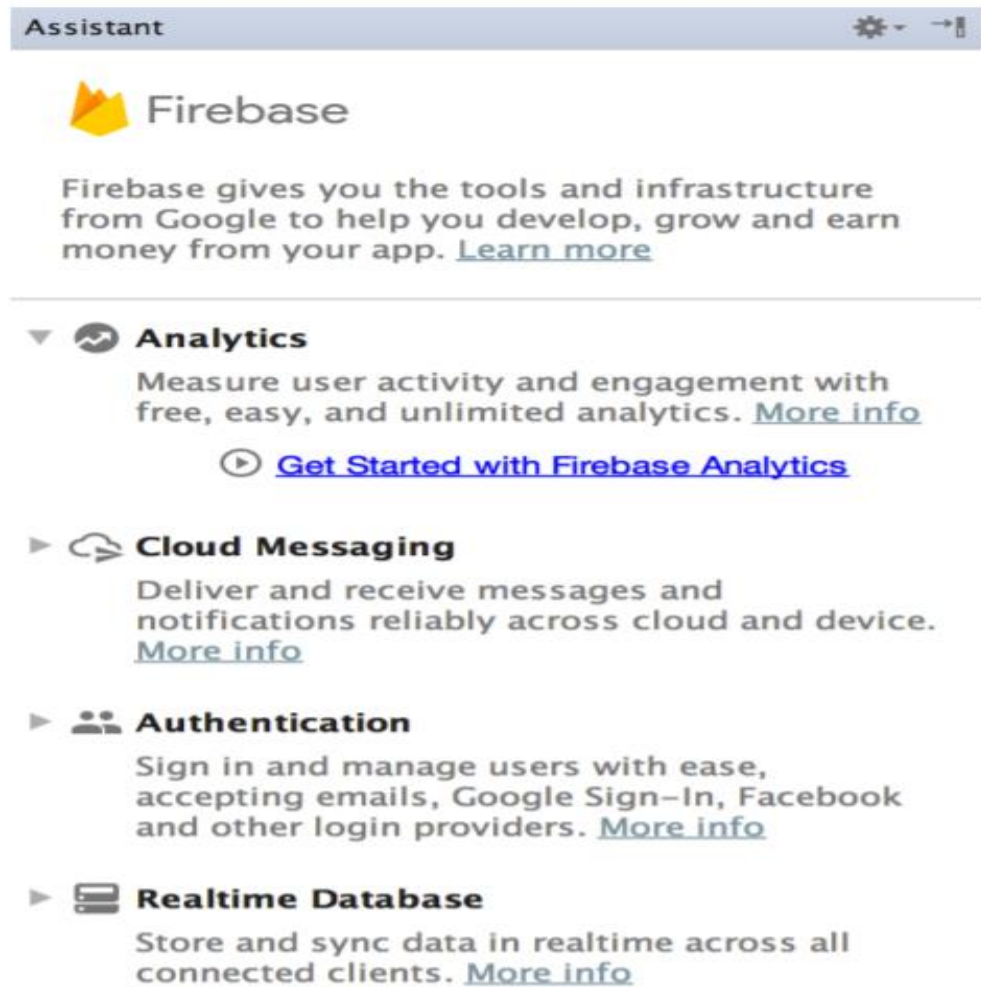 Assistant
Firebase
Firebase gives you the tools and infrastructure
from Google to help you develop, grow and earn
money from your app. Learn more
Analytics
Measure user activity and engagement with
free, easy, and unlimited analytics. More info
Get Started with Firebase Analytics
Cloud Messaging
Deliver and receive messages and
notifications reliably across cloud and device.
More info
Authentication
Sign in and manage users with ease,
accepting emails, Google Sign-In, Facebook
and other login providers. More info
Realtime Database
Store and sync data in realtime across all
connected clients. More info